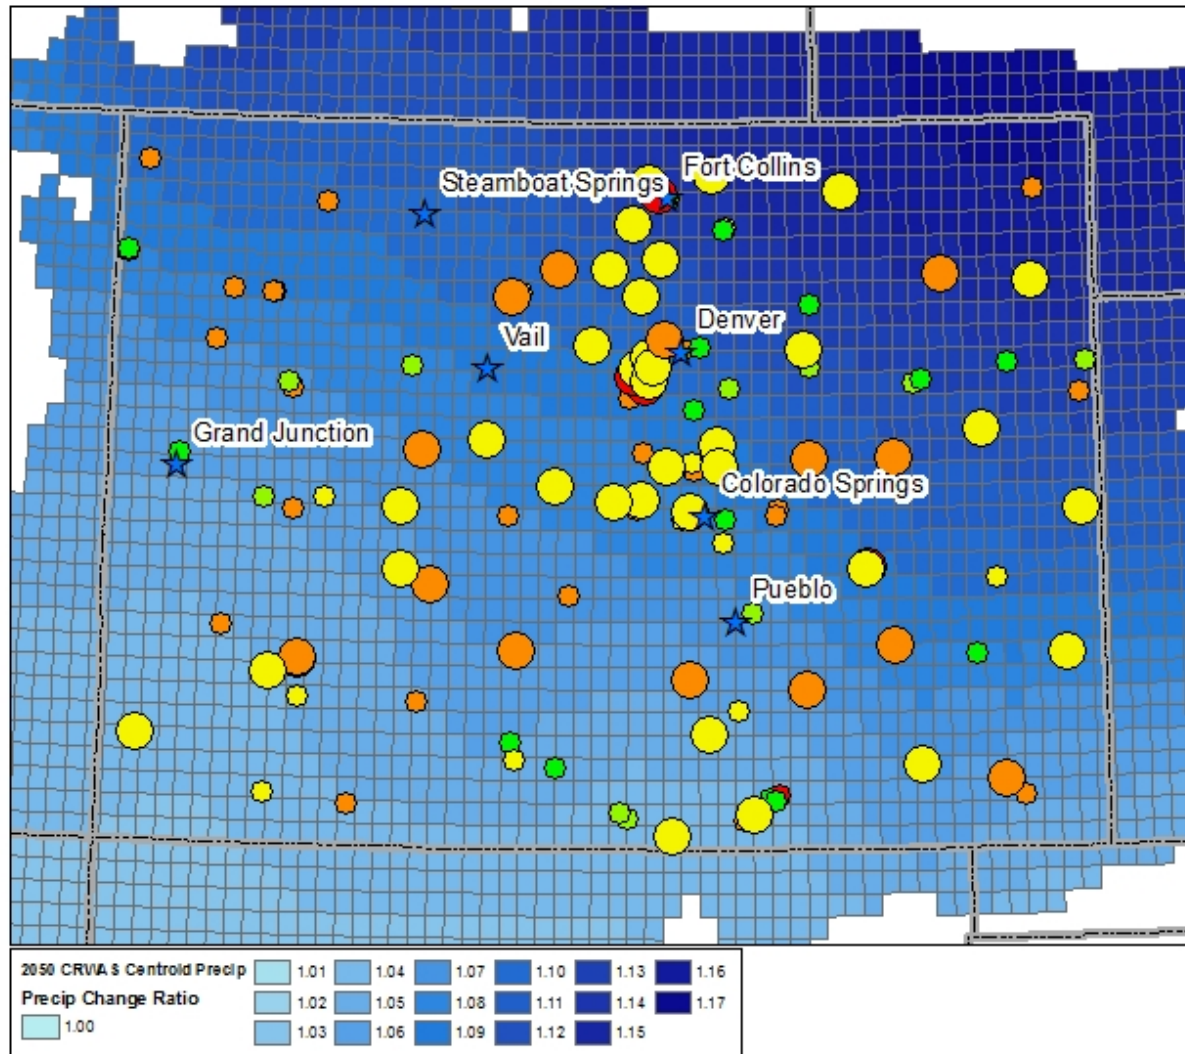 Fort Collins
Steamboat Springs
Denver
Vail
Grand Junction
Colorado Springs
Pueblo
2050 CRWAS Centroid Precip
Precip Change Ratio
1.00
1.01
1.02
1.03
1.04
1.05
1.06
1.07
1.08
1.09
1.10
1.11
1.12
1.13
1.14
1.15
1.16
1.17